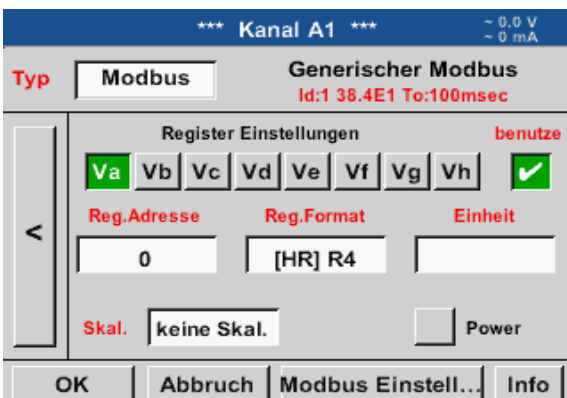 *** Kanal A1 ***
~ 0.0 V
~ 0 mA
Typ Modbus Generischer Modbus
Id:1 38.4E1 To:100msec
Register Einstellungen benutze
Va Vb Vc Vd Ve Vf Vg Vh
Reg.Adresse Reg.Format Einheit
< 0 [HR] R4
Skal. keine Skal. Power
OK Abbruch Modbus Einstell... Info